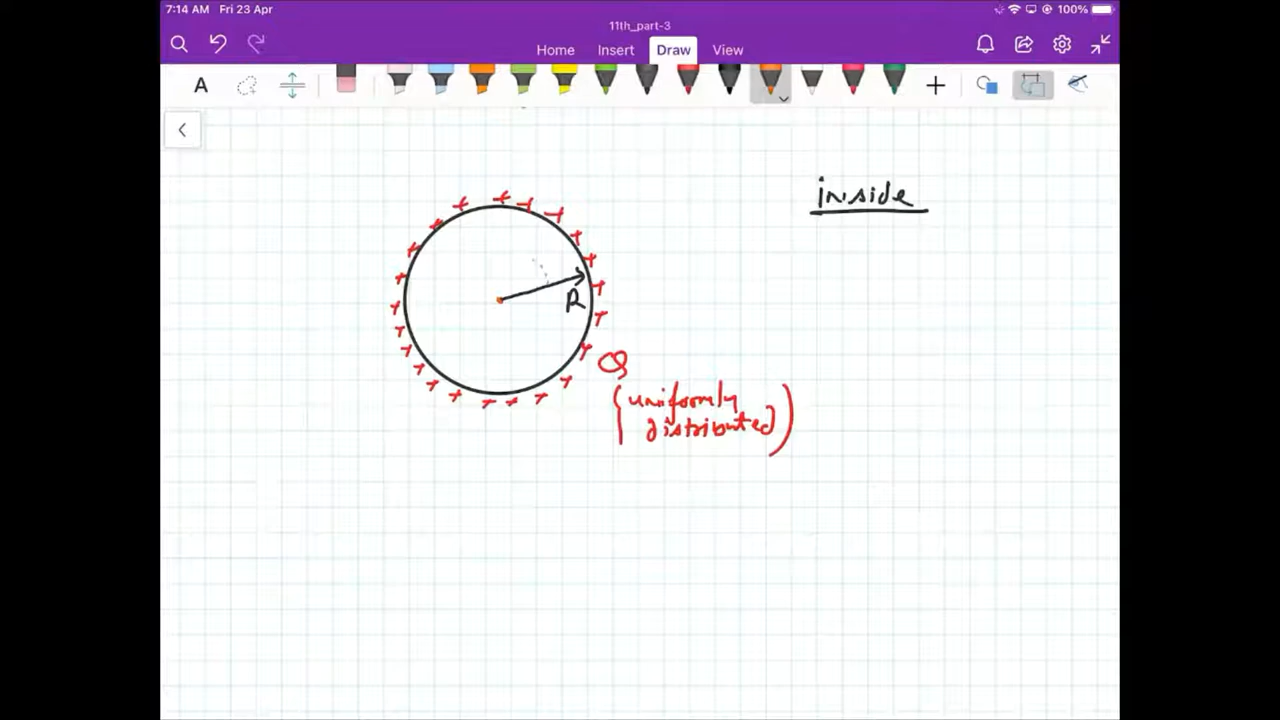 7:14 AM Fri 23 Apr
100%
11th_part-3
Home Insert Draw View
A
inside
R
Q
(uniformly
distributed)